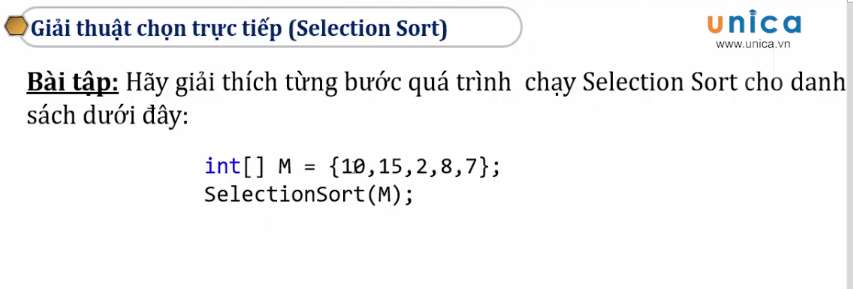 Giải thuật chọn trực tiếp (Selection Sort)
unica
www.unica.vn
Bài tập: Hãy giải thích từng bước quá trình chạy Selection Sort cho danh
sách dưới đây:
int[] M = {10,15,2,8,7};
SelectionSort(M);